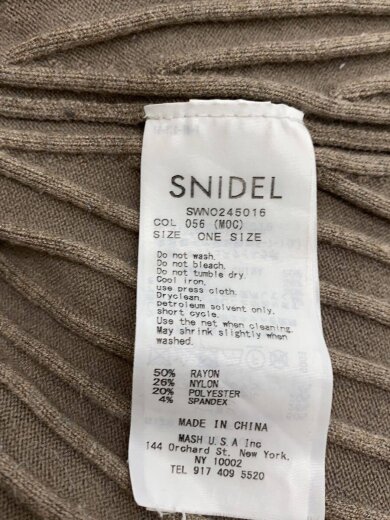 SNIDEL
SWNO245016
COL 056 (MOC)
SIZE ONE SIZE
Do not wash.
Do not bleach.
Do not tumble dry.
Cool iron,
use press cloth.
Dryclean,
petroleum solvent only.
short cycle.
Use the net when cleaning.
May shrink slightly when
washed.
50% RAYON
26% NYLON
20% POLYESTER
4% SPANDEX
MADE IN CHINA
MASH U.S.A Inc
144 Orchard St. New York,
NY 10002
TEL 917 409 5520